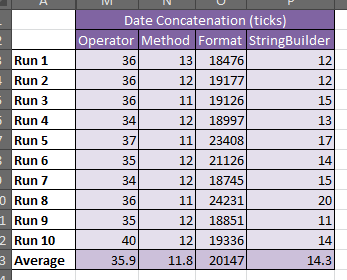 A M N O P
Date Concatenation (ticks)
Operator Method Format StringBuilder
Run 1 36 13 18476 12
Run 2 36 12 19177 12
Run 3 36 11 19126 15
Run 4 34 12 18997 13
Run 5 37 11 23408 17
Run 6 35 12 21126 14
Run 7 34 12 18745 15
Run 8 36 11 24231 20
Run 9 35 12 18851 11
Run 10 40 12 19336 14
Average 35.9 11.8 20147 14.3